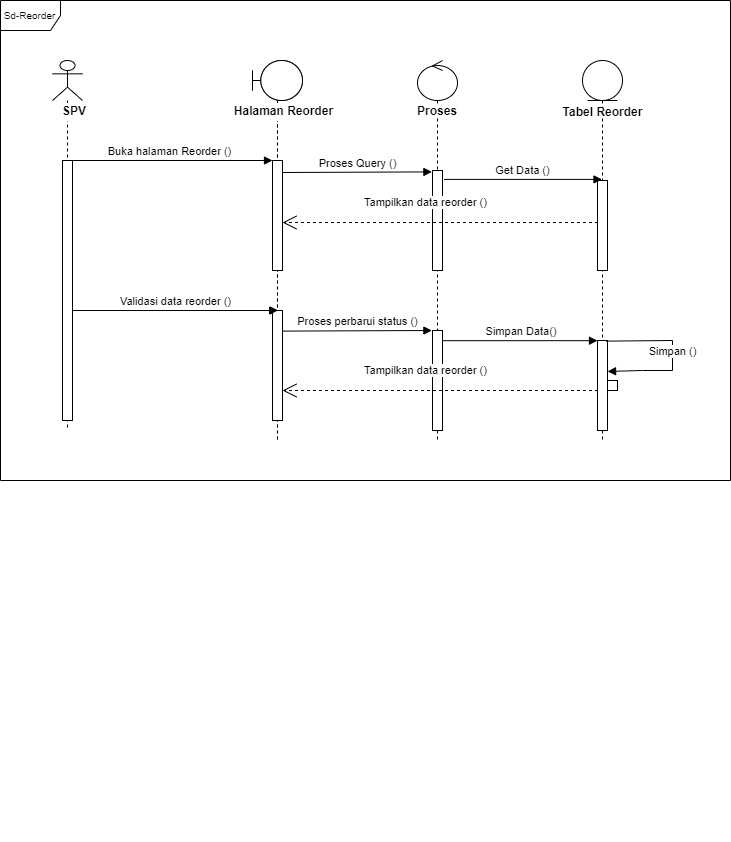 Sd-Reorder
SPV
Halaman Reorder
Proses
Tabel Reorder
Buka halaman Reorder ()
Proses Query ()
Get Data ()
Tampilkan data reorder ()
Validasi data reorder ()
Proses perbarui status ()
Simpan Data()
Simpan ()
Tampilkan data reorder ()